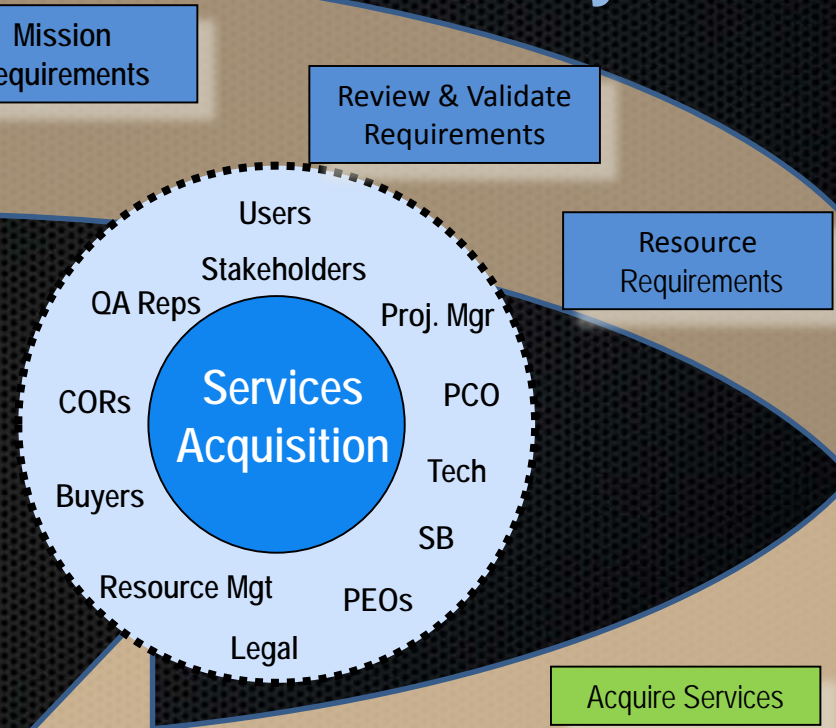 Mission
equirements
Review & Validate
Requirements
Resource
Requirements
Users
Stakeholders
QA Reps
Proj. Mgr
CORs
PCO
Services
Acquisition
Tech
Buyers
SB
Resource Mgt
PEOs
Legal
Acquire Services